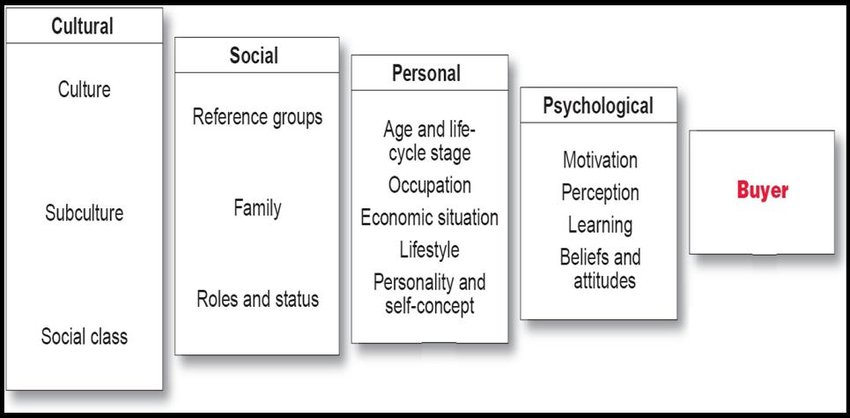 Cultural
Culture
Subculture
Social class
Social
Reference groups
Family
Roles and status
Personal
Age and life-
cycle stage
Occupation
Economic situation
Lifestyle
Personality and
self-concept
Psychological
Motivation
Perception
Learning
Beliefs and
attitudes
Buyer